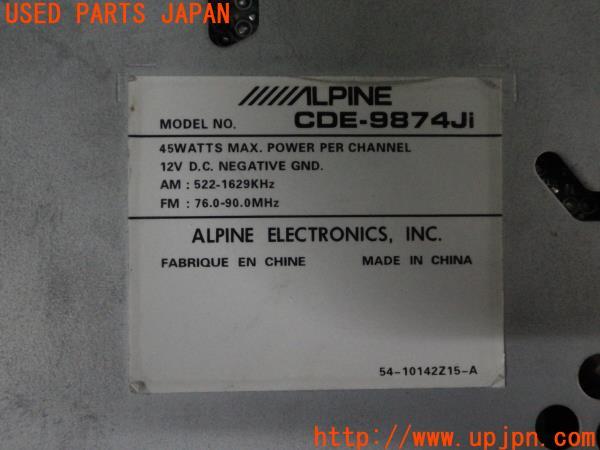 USED PARTS JAPAN
ALPINE
MODEL NO. CDE-9874Ji
45WATTS MAX. POWER PER CHANNEL
12V D.C. NEGATIVE GND.
AM : 522-1629KHz
FM : 76.0-90.0MHz
ALPINE ELECTRONICS, INC.
FABRIQUE EN CHINE MADE IN CHINA
54-10142Z15-A
http://www.upjpn.com/